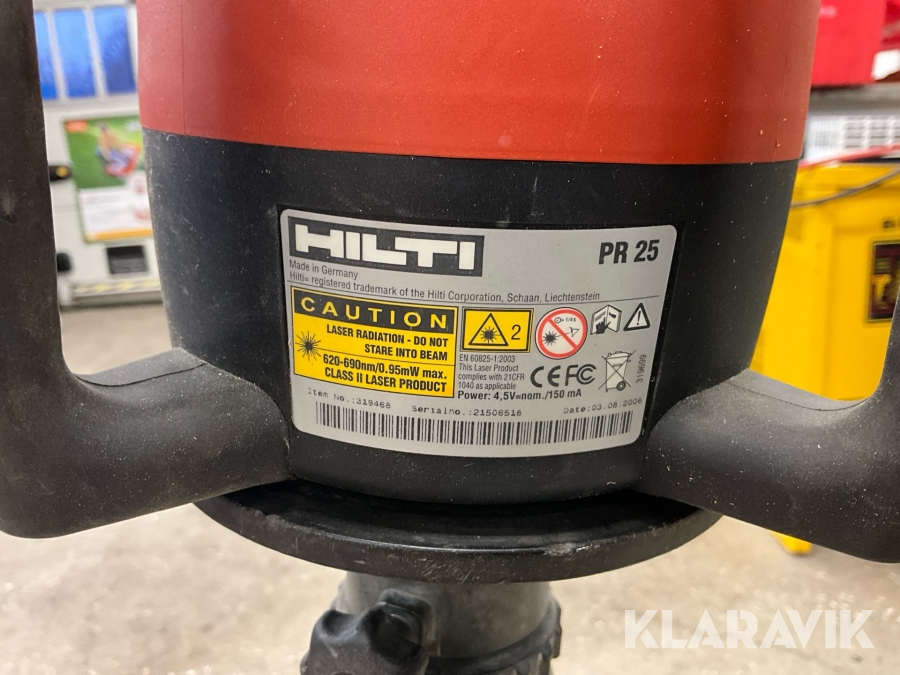 HILTI
PR 25
Made in Germany
Hilti= registered trademark of the Hilti Corporation, Schaan, Liechtenstein
CAUTION
LASER RADIATION - DO NOT
STARE INTO BEAM
620-690nm/0.95mW max.
CLASS II LASER PRODUCT
2
EN 60825-1:2003
This Laser Product
complies with 21CFR
1040 as applicable
CE FC
Power: 4,5V=nom./150 mA
319699
Item No.:319468 Serialno.:21506518 Date:03.08.2006
KLARAVIK